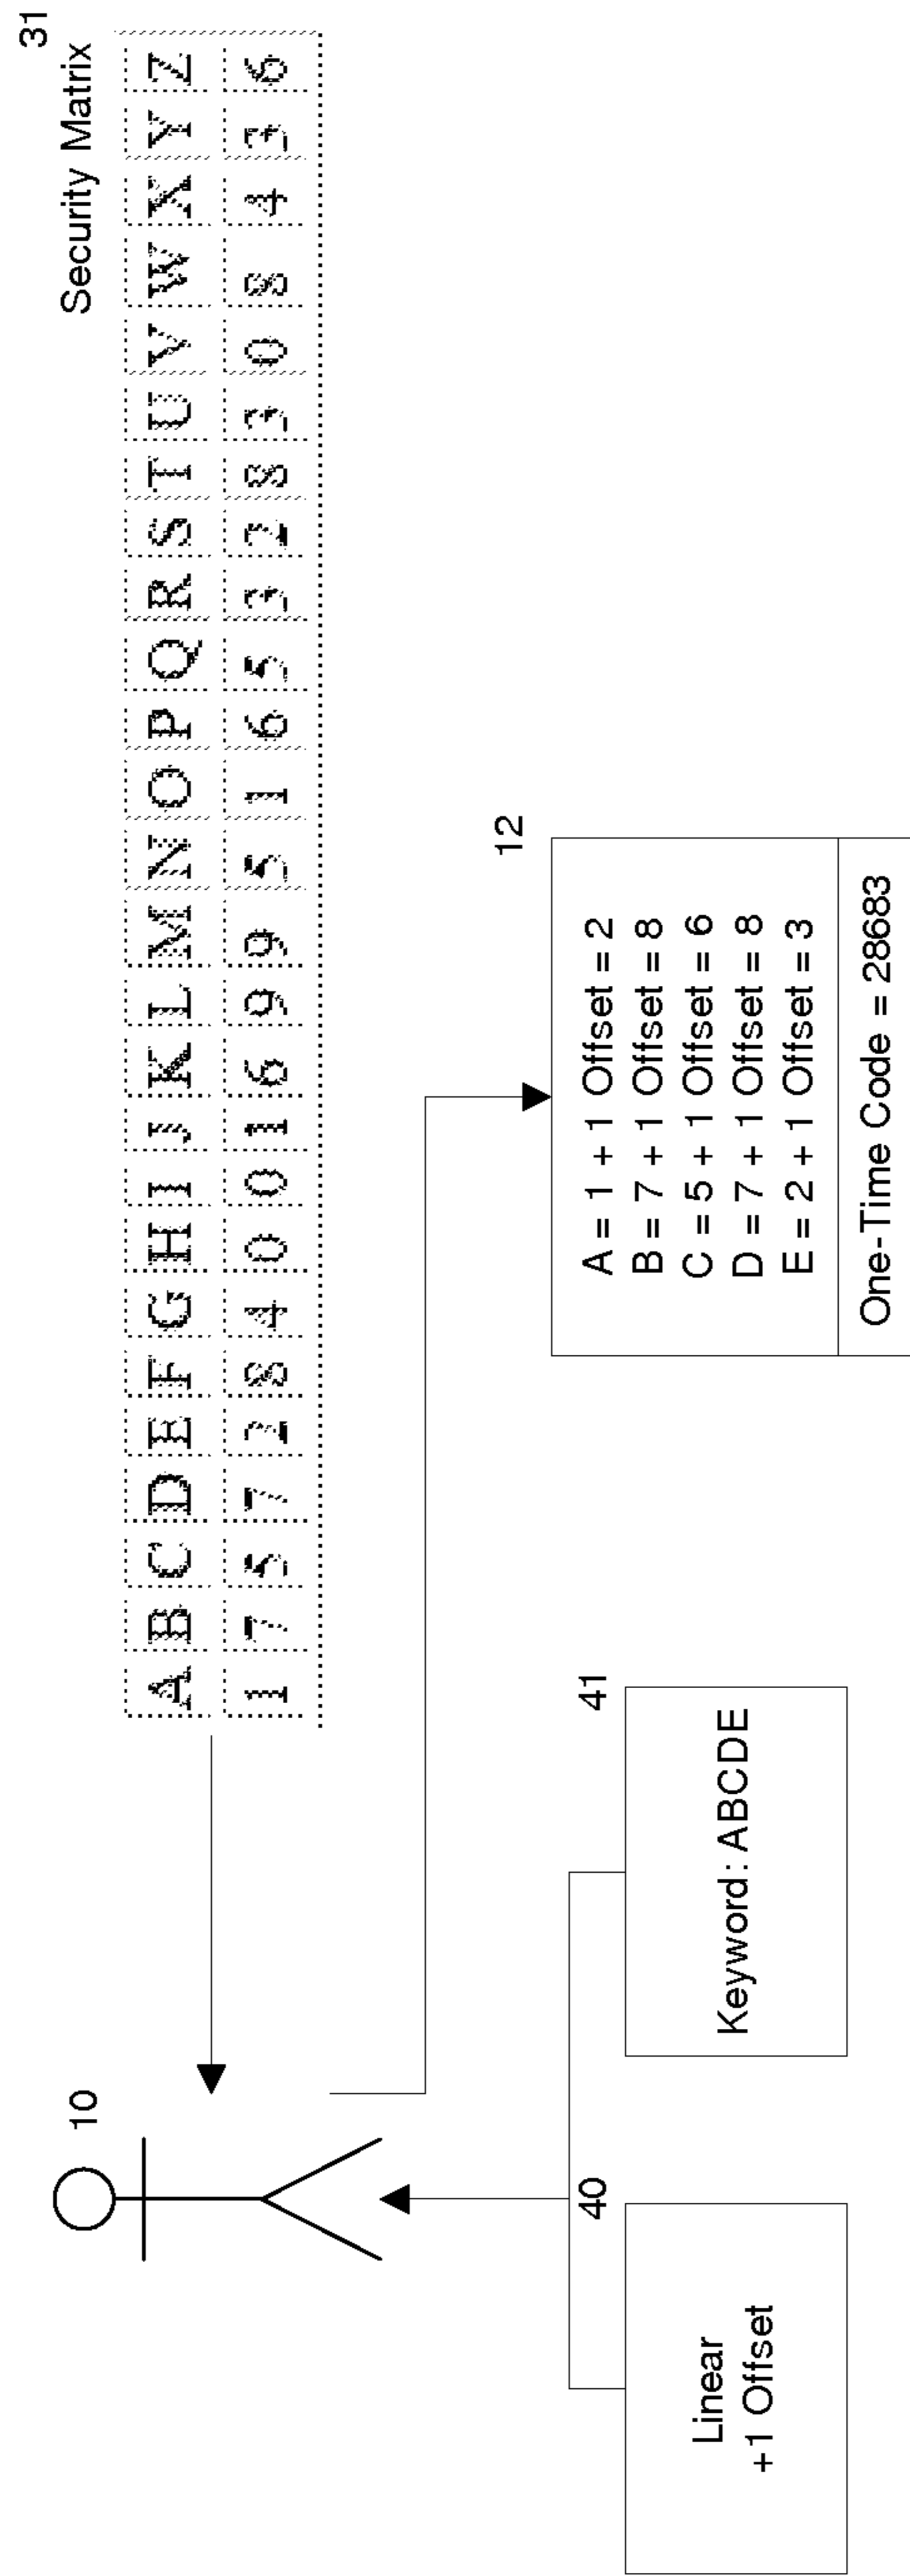 31
Security Matrix
A B C D E F G H I J K L M N O P Q R S T U V W X Y Z
1 7 5 7 2 8 4 0 0 1 6 9 9 5 1 6 5 3 2 8 3 0 8 4 3 6
10
12
A = 1 + 1 Offset = 2
B = 7 + 1 Offset = 8
C = 5 + 1 Offset = 6
D = 7 + 1 Offset = 8
E = 2 + 1 Offset = 3
One-Time Code = 28683
40
Linear
+1 Offset
41
Keyword: ABCDE